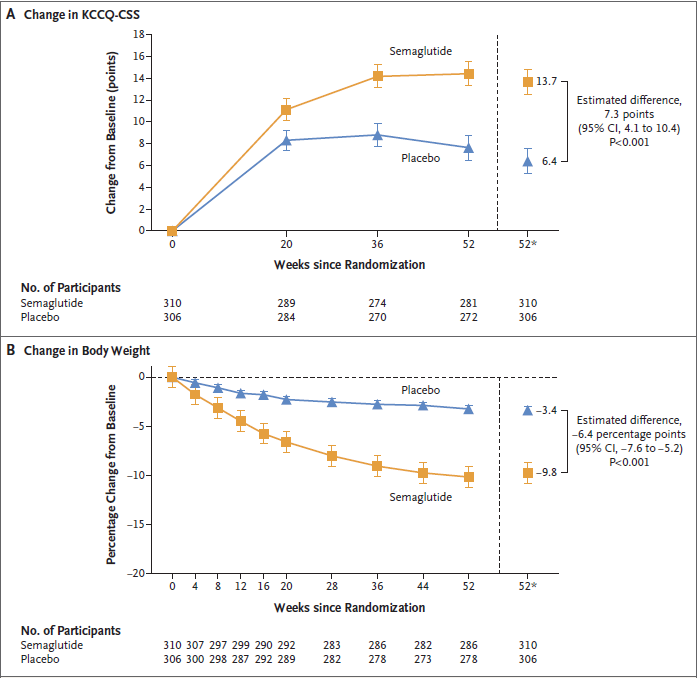 A Change in KCCQ-CSS
Change from Baseline (points)
18
16
14
12
10
8
6
4
2
0
Semaglutide
Placebo
13.7
6.4
Estimated difference,
7.3 points
(95% CI, 4.1 to 10.4)
P<0.001
0 20 36 52 52*
Weeks since Randomization
No. of Participants
Semaglutide 310 289 274 281 310
Placebo 306 284 270 272 306
B Change in Body Weight
Percentage Change from Baseline
0
−5
−10
−15
−20
Placebo
Semaglutide
−3.4
−9.8
Estimated difference,
−6.4 percentage points
(95% CI, −7.6 to −5.2)
P<0.001
0 4 8 12 16 20 28 36 44 52 52*
Weeks since Randomization
No. of Participants
Semaglutide 310 307 297 299 290 292 283 286 282 286 310
Placebo 306 300 298 287 292 289 282 278 273 278 306